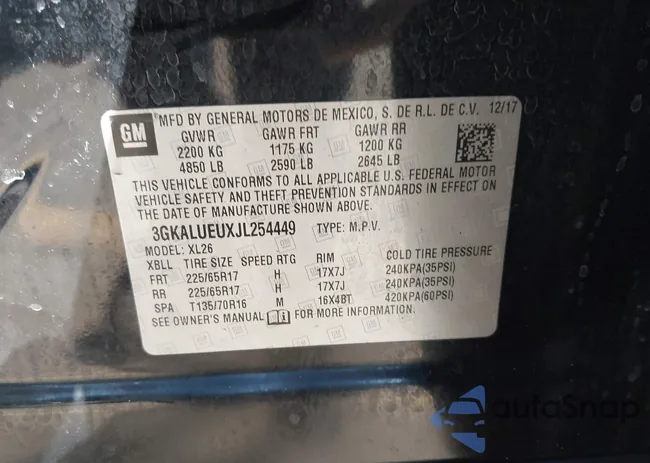 GM
MFD BY GENERAL MOTORS DE MEXICO, S. DE R.L. DE C.V. 12/17
GVWR GAWR FRT GAWR RR
2200 KG 1175 KG 1200 KG
4850 LB 2590 LB 2645 LB
THIS VEHICLE CONFORMS TO ALL APPLICABLE U.S. FEDERAL MOTOR
VEHICLE SAFETY AND THEFT PREVENTION STANDARDS IN EFFECT ON
THE DATE OF MANUFACTURE SHOWN ABOVE.
3GKALUEUXJL254449 TYPE: M.P.V.
MODEL: XL26
XBLL TIRE SIZE SPEED RTG RIM COLD TIRE PRESSURE
FRT 225/65R17 H 17X7J 240KPA(35PSI)
RR 225/65R17 H 17X7J 240KPA(35PSI)
SPA T135/70R16 M 16X4BT 420KPA(60PSI)
SEE OWNER'S MANUAL i FOR MORE INFORMATION.
autoSnap